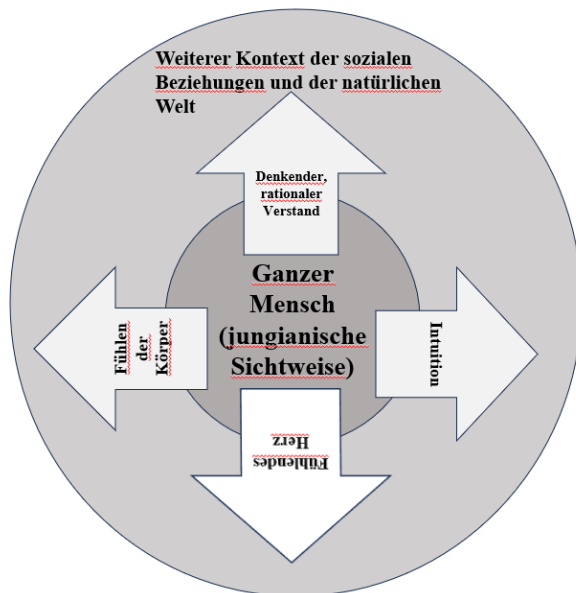 Weiterer Kontext der sozialen
Beziehungen und der natürlichen
Welt
Denkender,
rationaler
Verstand
Ganzer
Mensch
(jungianische
Sichtweise)
Fühlen
der
Körper
Intuition
Fühlendes
Herz